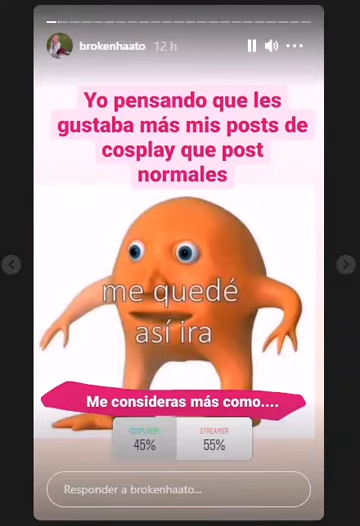 brokenhaato 12 h
Yo pensando que les
gustaba más mis posts de
cosplay que post
normales
me quedé
así ira
Me consideras más como....
COSPLAYER STREAMER
45% 55%
Responder a brokenhaato...